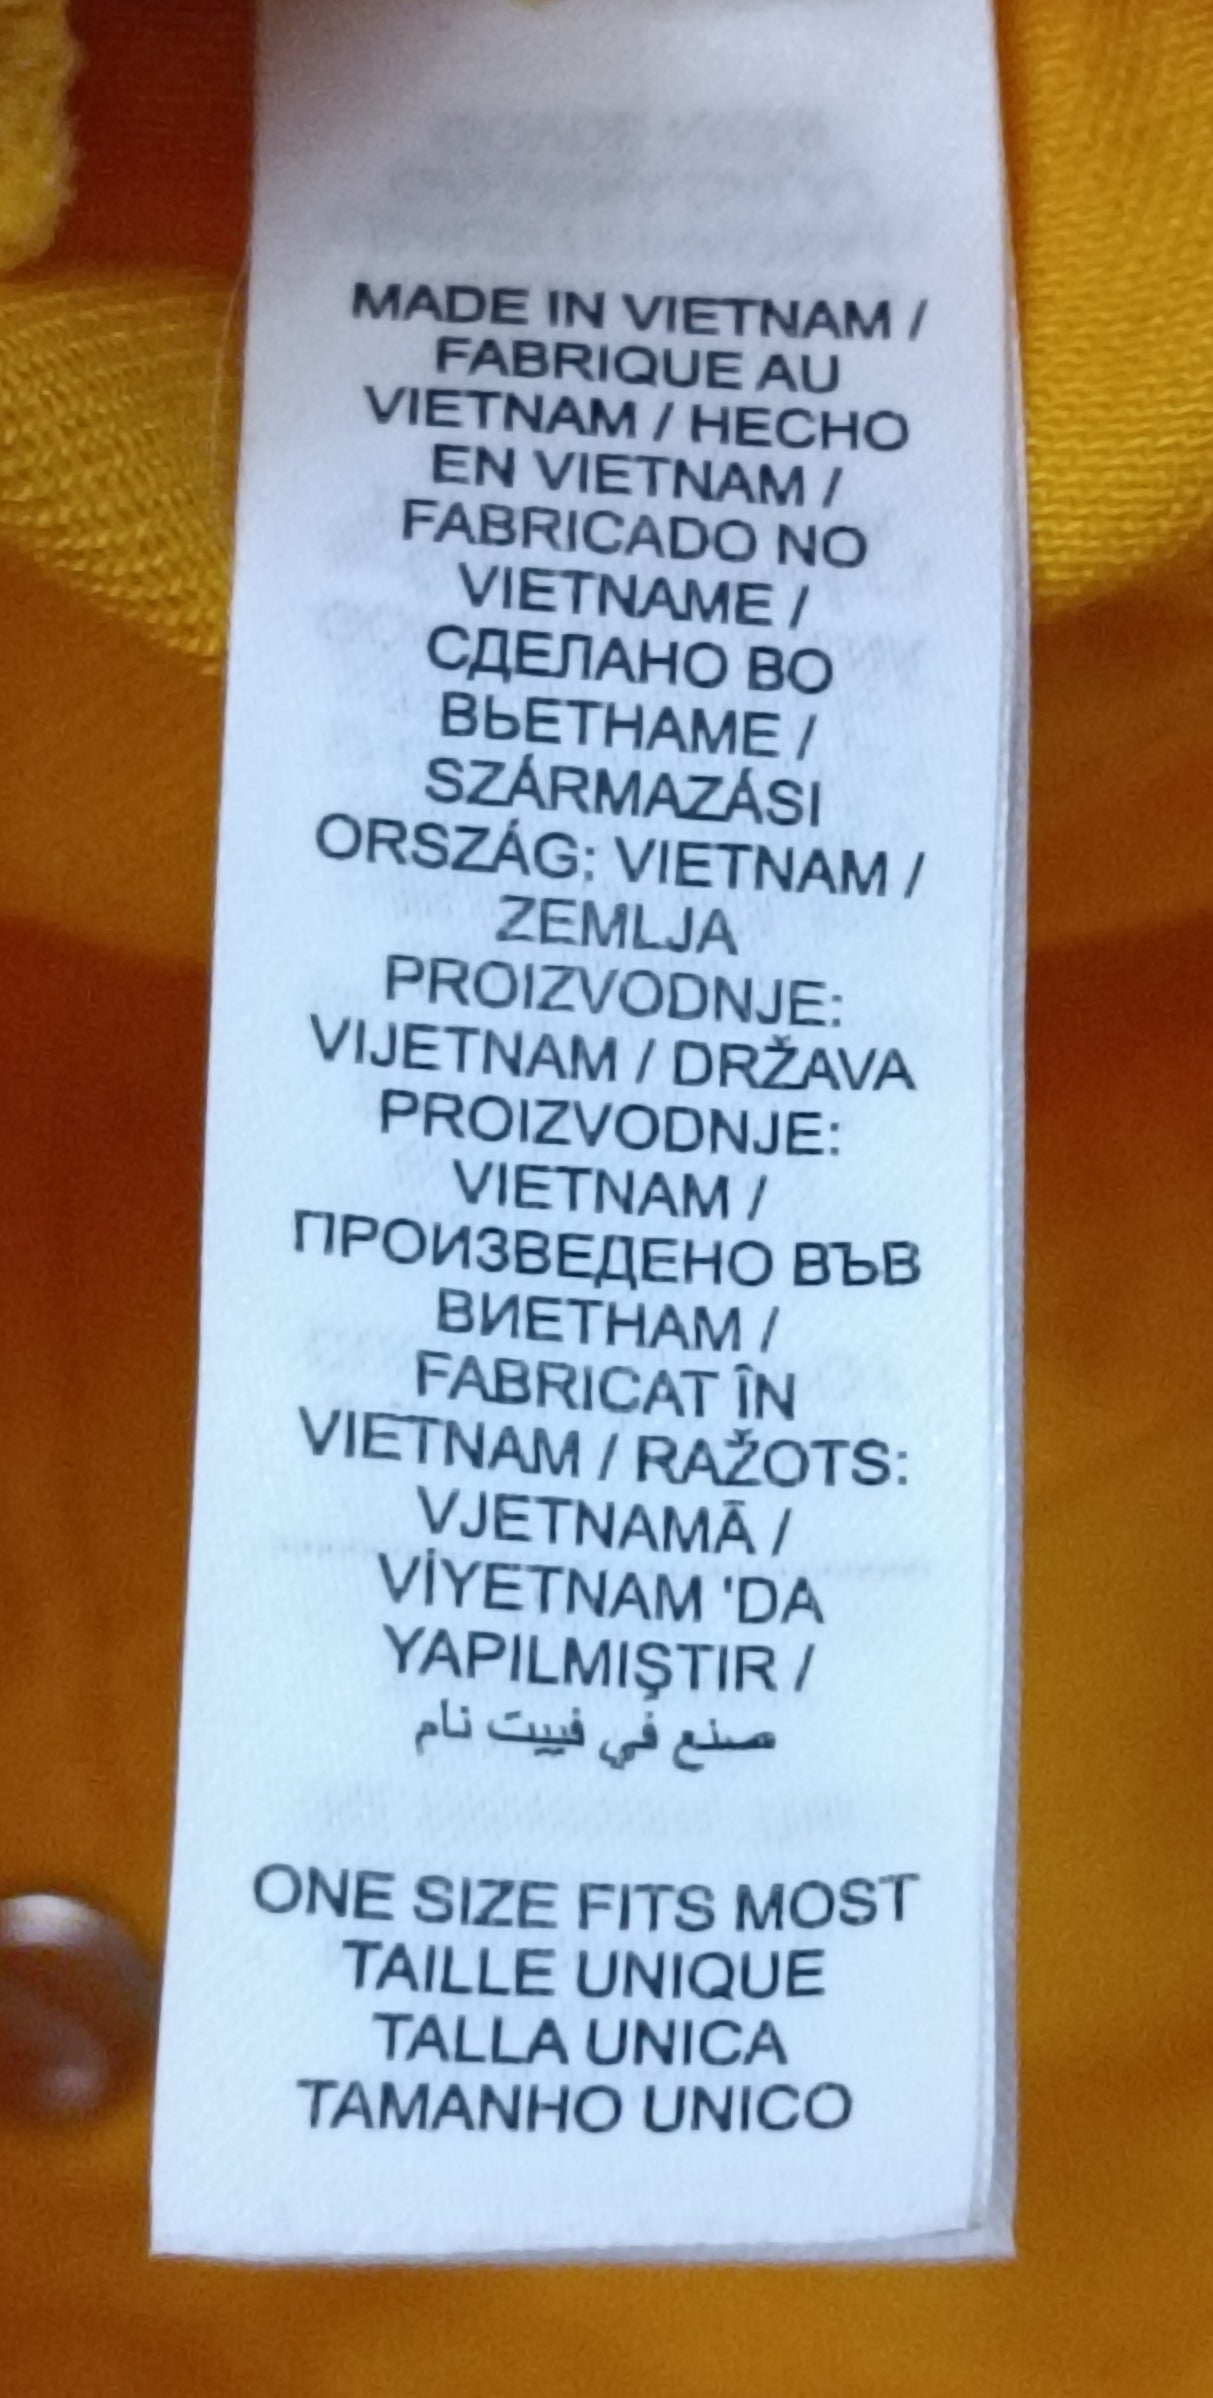 MADE IN VIETNAM /
FABRIQUE AU
VIETNAM / HECHO
EN VIETNAM /
FABRICADO NO
VIETNAME /
СДЕЛАНО ВО
ВЬЕТНАМЕ /
SZÁRMAZÁSI
ORSZÁG: VIETNAM /
ZEMLJA
PROIZVODNJE:
VIJETNAM / DRŽAVA
PROIZVODNJE:
VIETNAM /
ПРОИЗВЕДЕНО ВЪВ
ВИЕТНАМ /
FABRICAT ÎN
VIETNAM / RAŽOTS:
VJETNAMĀ /
VİYETNAM 'DA
YAPILMIŞTIR /
صنع في فييت نام
ONE SIZE FITS MOST
TAILLE UNIQUE
TALLA UNICA
TAMANHO UNICO